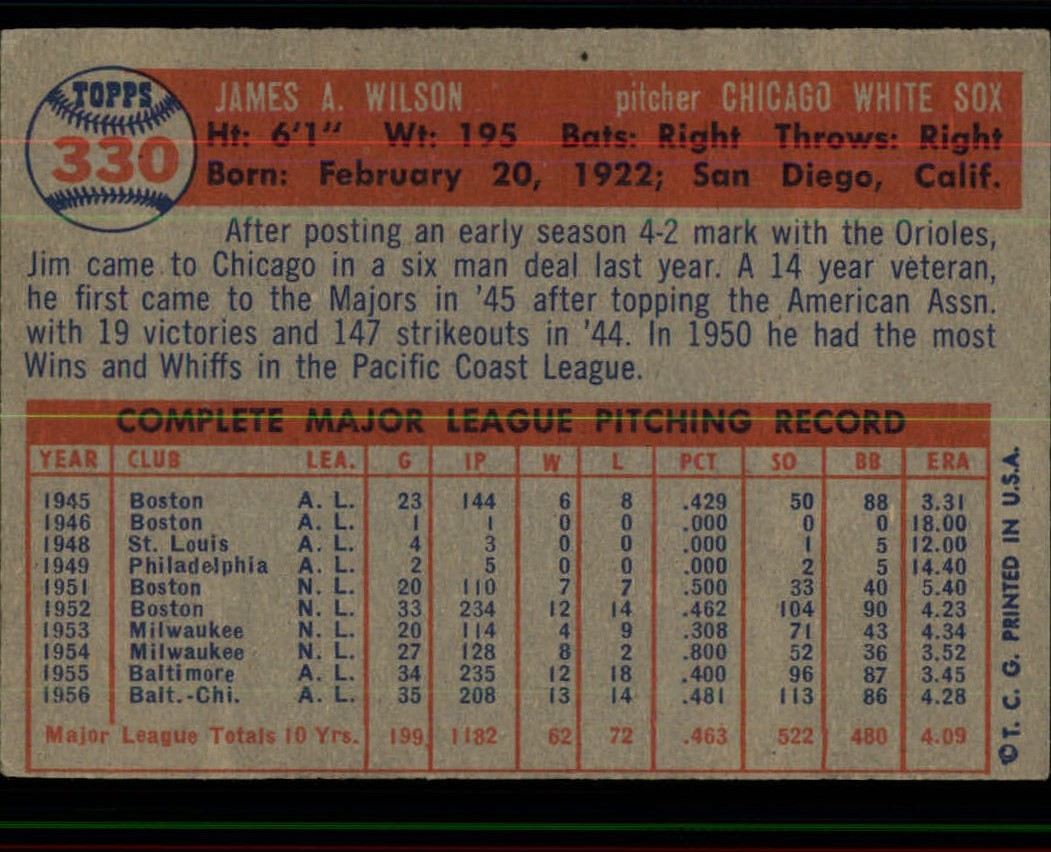 TOPPS
330
JAMES A. WILSON pitcher CHICAGO WHITE SOX
Ht: 6'1" Wt: 195 Bats: Right Throws: Right
Born: February 20, 1922; San Diego, Calif.
After posting an early season 4-2 mark with the Orioles,
Jim came to Chicago in a six man deal last year. A 14 year veteran,
he first came to the Majors in '45 after topping the American Assn.
with 19 victories and 147 strikeouts in '44. In 1950 he had the most
Wins and Whiffs in the Pacific Coast League.
COMPLETE MAJOR LEAGUE PITCHING RECORD
YEAR CLUB LEA. G IP W L PCT SO BB ERA
1945 Boston A. L. 23 144 6 8 .429 50 88 3.31
1946 Boston A. L. 1 1 0 0 .000 0 0 18.00
1948 St. Louis A. L. 4 3 0 0 .000 1 5 12.00
1949 Philadelphia A. L. 2 5 0 0 .000 2 5 14.40
1951 Boston N. L. 20 110 7 7 .500 33 40 5.40
1952 Boston N. L. 33 234 12 14 .462 104 90 4.23
1953 Milwaukee N. L. 20 114 4 9 .308 71 43 4.34
1954 Milwaukee N. L. 27 128 8 2 .800 52 36 3.52
1955 Baltimore A. L. 34 235 12 18 .400 96 87 3.45
1956 Balt.-Chi. A. L. 35 208 13 14 .481 113 86 4.28
Major League Totals 10 Yrs. 199 1182 62 72 .463 522 480 4.09
© T. C. G. PRINTED IN U.S.A.